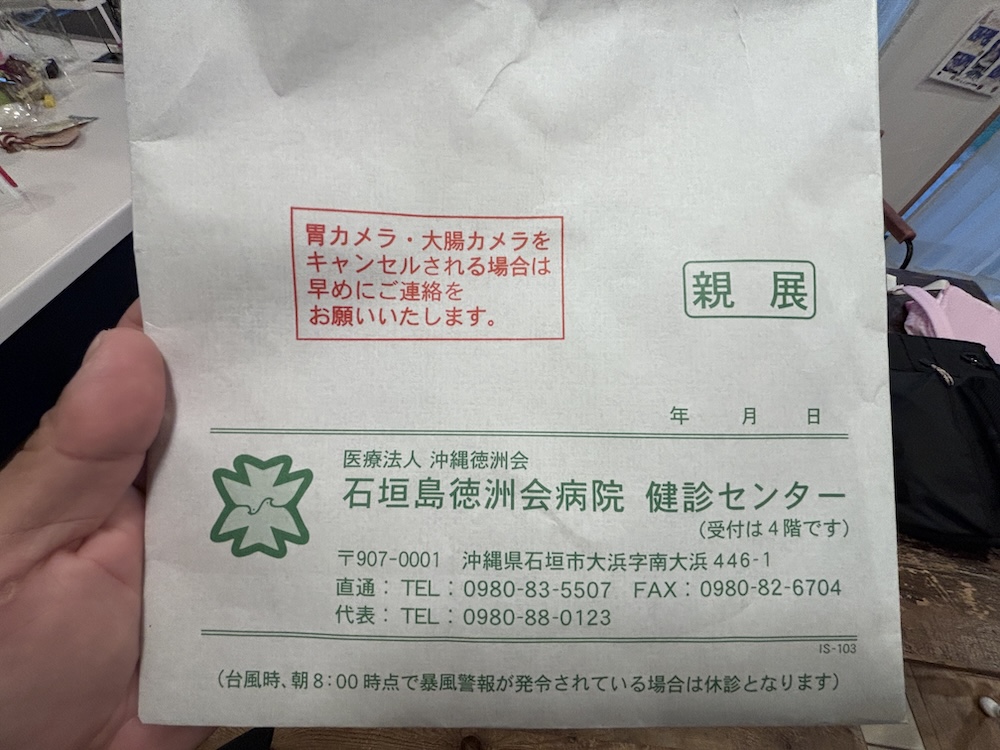 胃カメラ・大腸カメラを
キャンセルされる場合は
早めにご連絡を
お願いいたします。
親 展
年 月 日
医療法人 沖縄徳洲会
石垣島徳洲会病院 健診センター
(受付は4階です)
〒907-0001 沖縄県石垣市大浜字南大浜446-1
直通:TEL:0980-83-5507 FAX:0980-82-6704
代表:TEL:0980-88-0123
IS-103
(台風時、朝8:00時点で暴風警報が発令されている場合は休診となります)